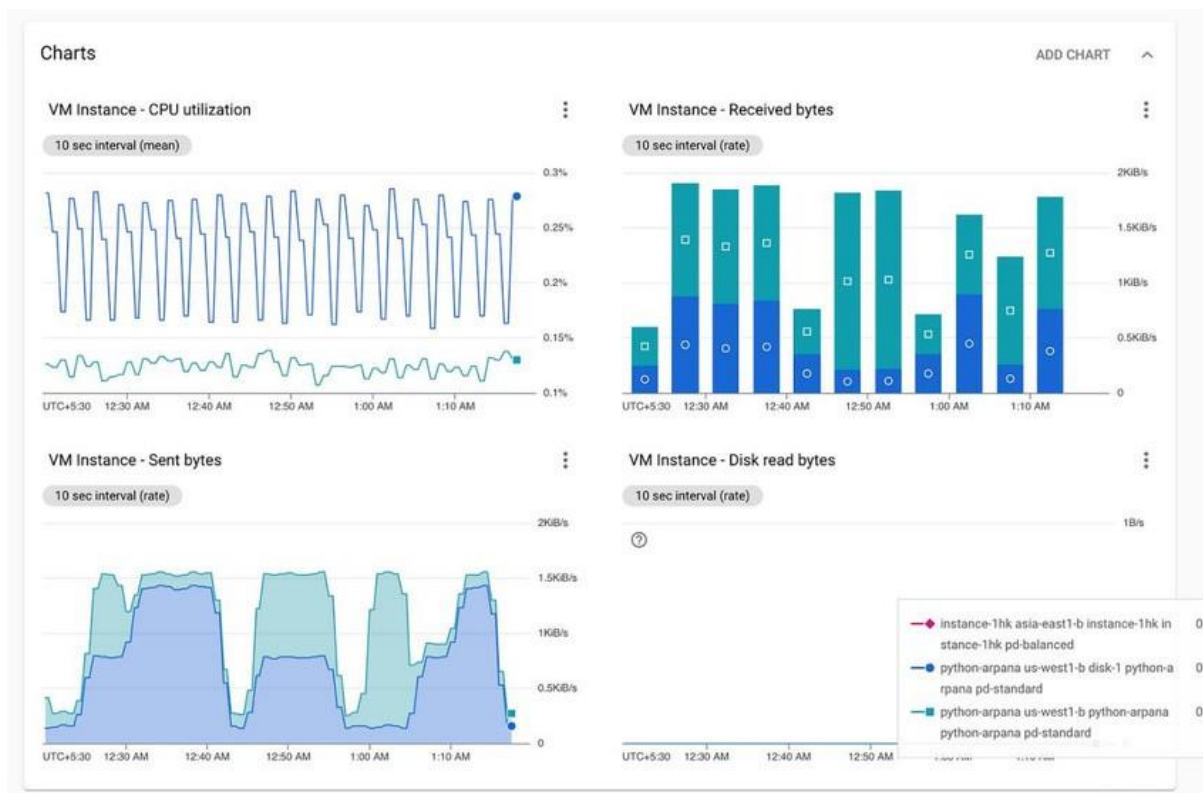 Charts
ADD CHART
VM Instance - CPU utilization
10 sec interval (mean)
0.3%
0.25%
0.2%
0.15%
0.1%
UTC+5:30 12:30 AM 12:40 AM 12:50 AM 1:00 AM 1:10 AM
VM Instance - Received bytes
10 sec interval (rate)
2KiB/s
1.5KiB/s
1KiB/s
0.5KiB/s
0
UTC+5:30 12:30 AM 12:40 AM 12:50 AM 1:00 AM 1:10 AM
VM Instance - Sent bytes
10 sec interval (rate)
2KiB/s
1.5KiB/s
1KiB/s
0.5KiB/s
0
UTC+5:30 12:30 AM 12:40 AM 12:50 AM 1:00 AM 1:10 AM
VM Instance - Disk read bytes
10 sec interval (rate)
1B/s
instance-1hk asia-east1-b instance-1hk in 0
stance-1hk pd-balanced
python-arpana us-west1-b disk-1 python-a 0
rpana pd-standard
python-arpana us-west1-b python-arpana 0
python-arpana pd-standard
UTC+5:30 12:30 AM 12:40 AM 12:50 AM